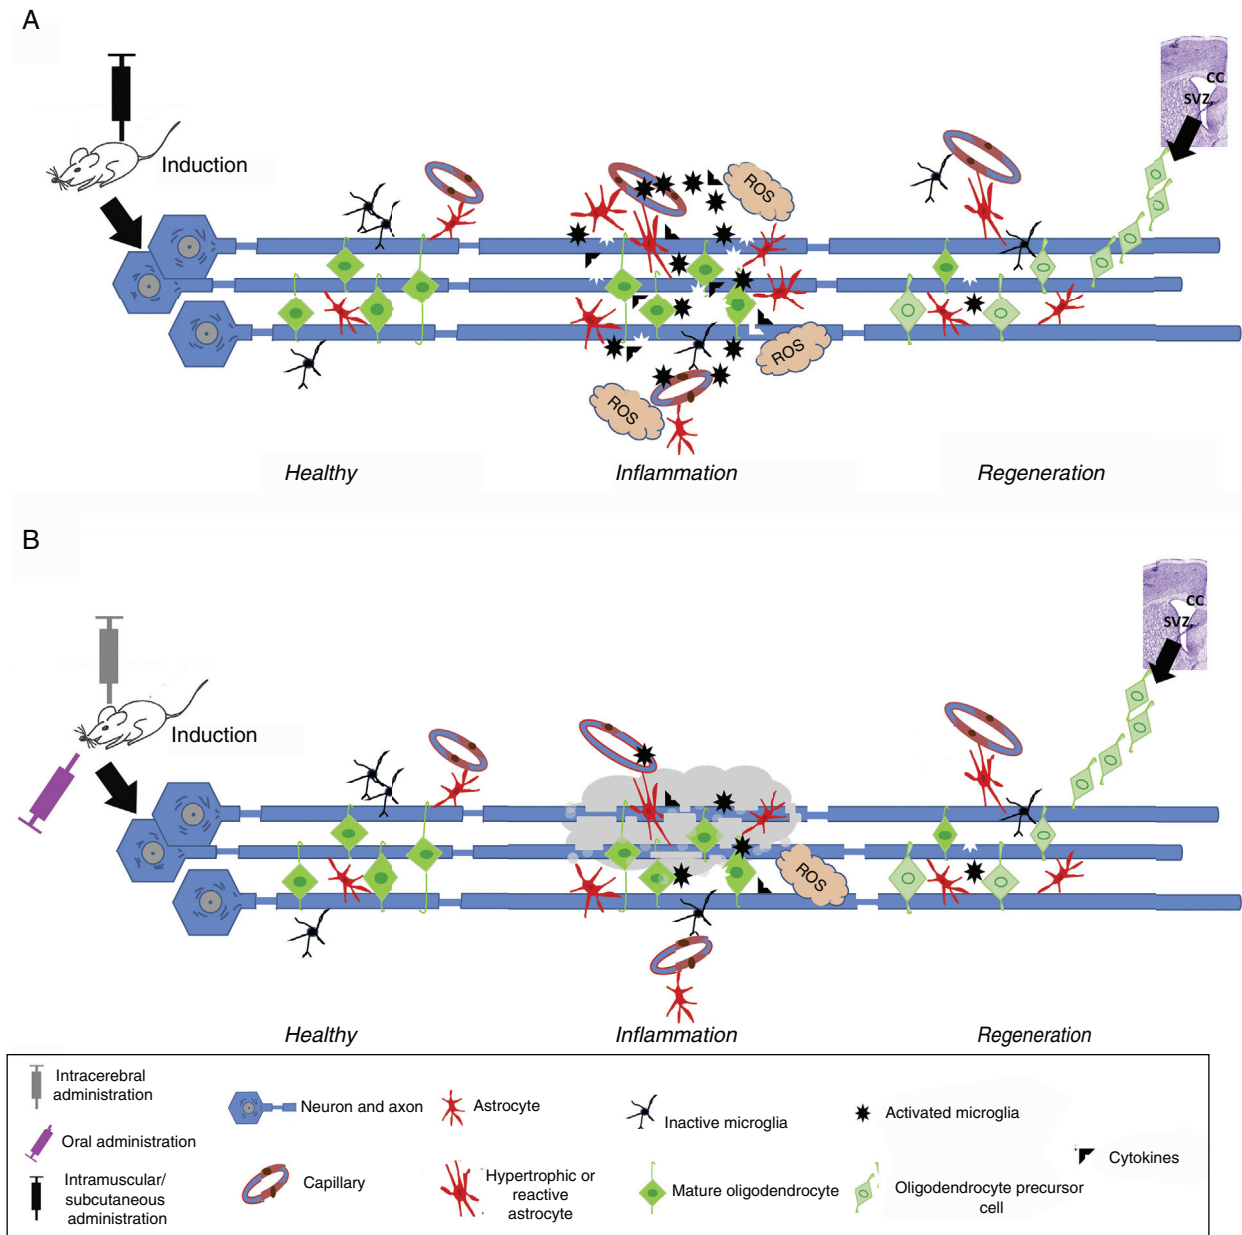 A
CC
SVZ
Induction
ROS
ROS
ROS
Healthy
Inflammation
Regeneration
B
CC
SVZ
Induction
ROS
Healthy
Inflammation
Regeneration
Intracerebral
administration
Oral administration
Intramuscular/
subcutaneous
administration
Neuron and axon
Capillary
Astrocyte
Hypertrophic or
reactive
astrocyte
Inactive microglia
Mature oligodendrocyte
Activated microglia
Oligodendrocyte precursor
cell
Cytokines